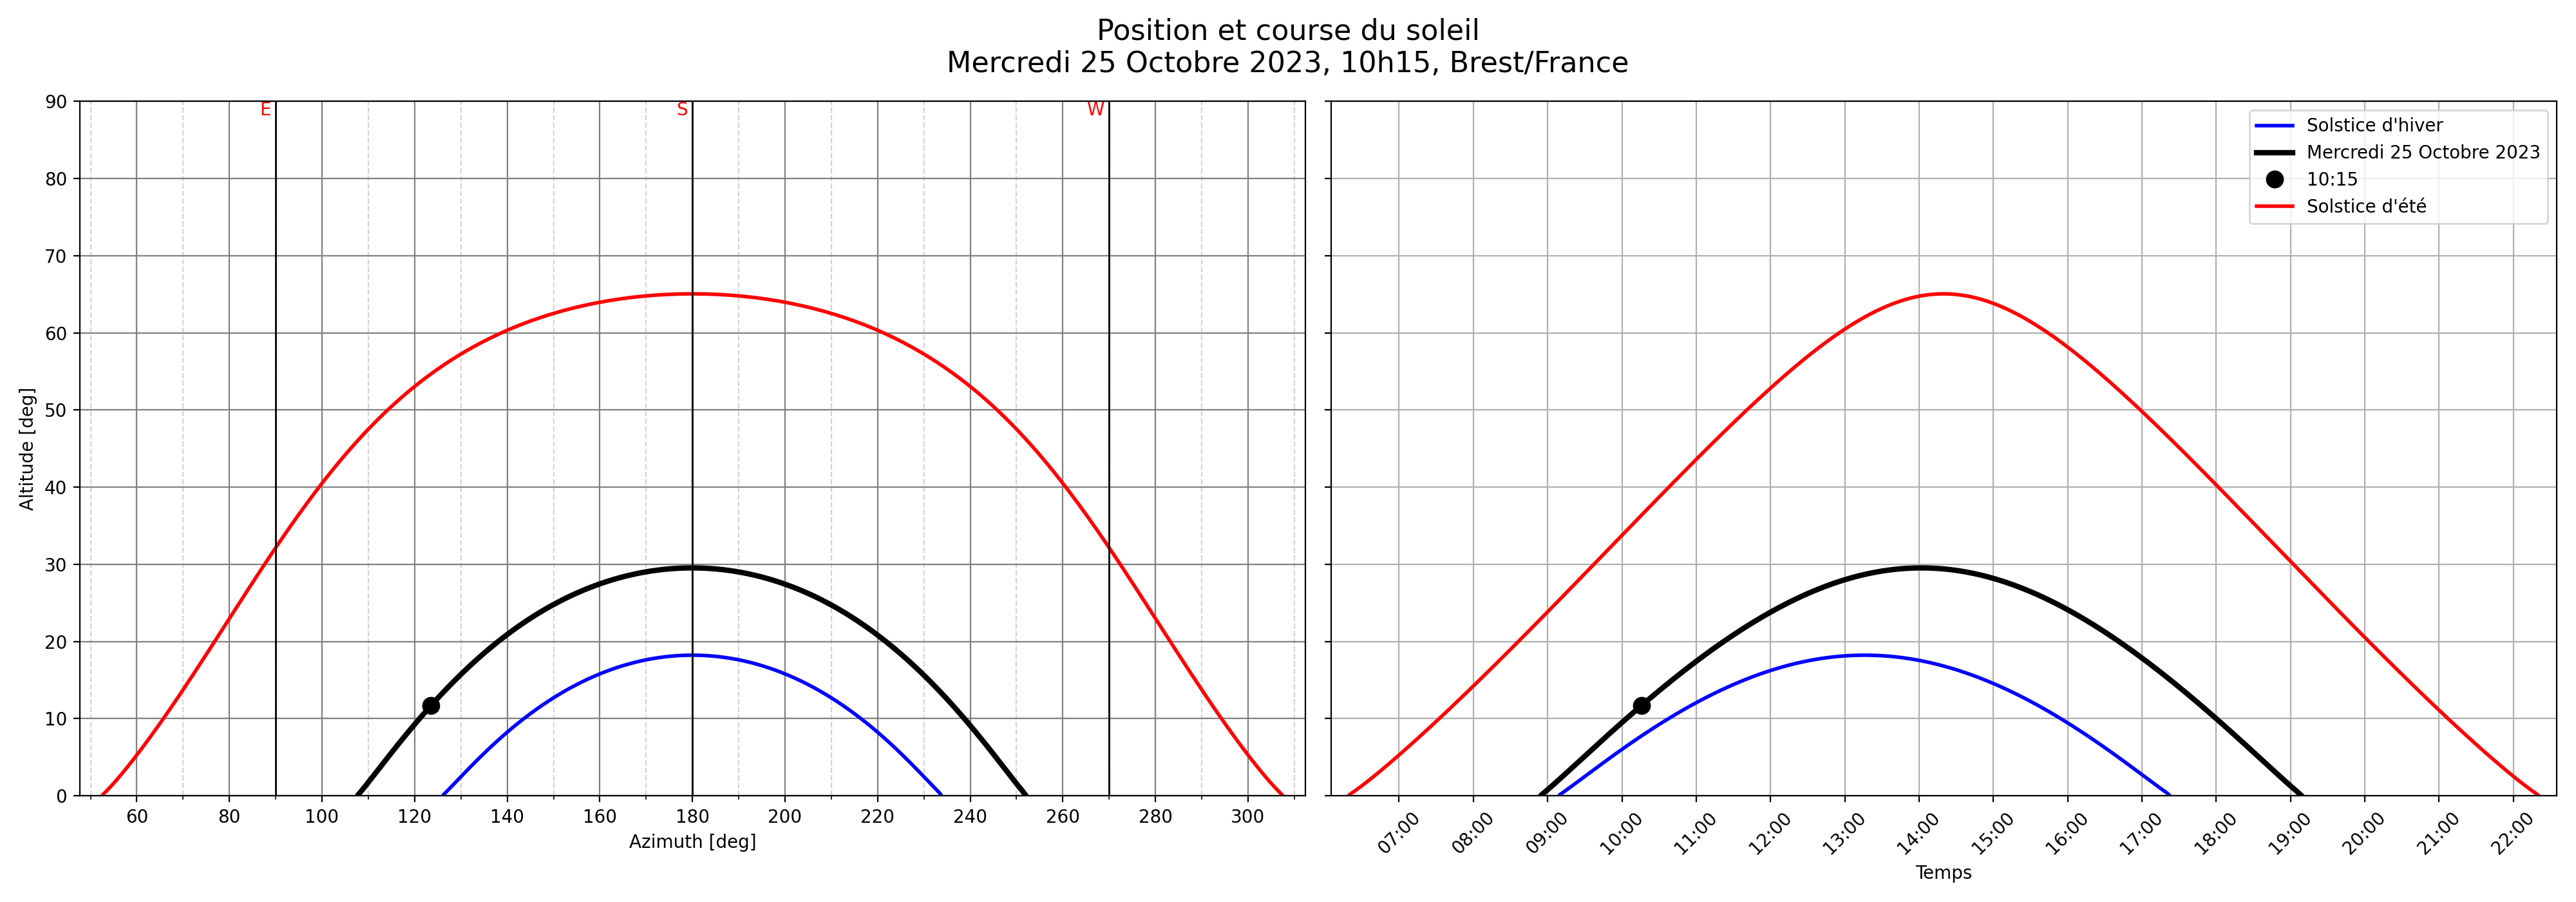 Position et course du soleil
Mercredi 25 Octobre 2023, 10h15, Brest/France
E
S
W
90
80
70
60
50
40
30
20
10
0
Altitude [deg]
60 80 100 120 140 160 180 200 220 240 260 280 300
Azimuth [deg]
Solstice d'hiver
Mercredi 25 Octobre 2023
10:15
Solstice d'été
07:00 08:00 09:00 10:00 11:00 12:00 13:00 14:00 15:00 16:00 17:00 18:00 19:00 20:00 21:00 22:00
Temps